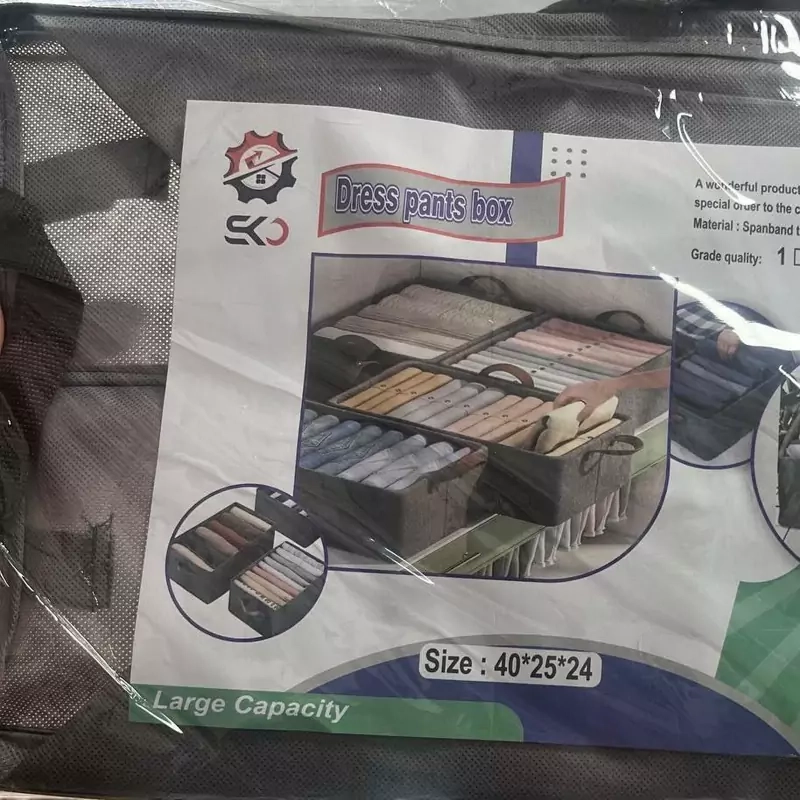 SKO
Dress pants box
A wonderful product
special order to the c
Material : Spanband t
Grade quality: 1
Size : 40*25*24
Large Capacity